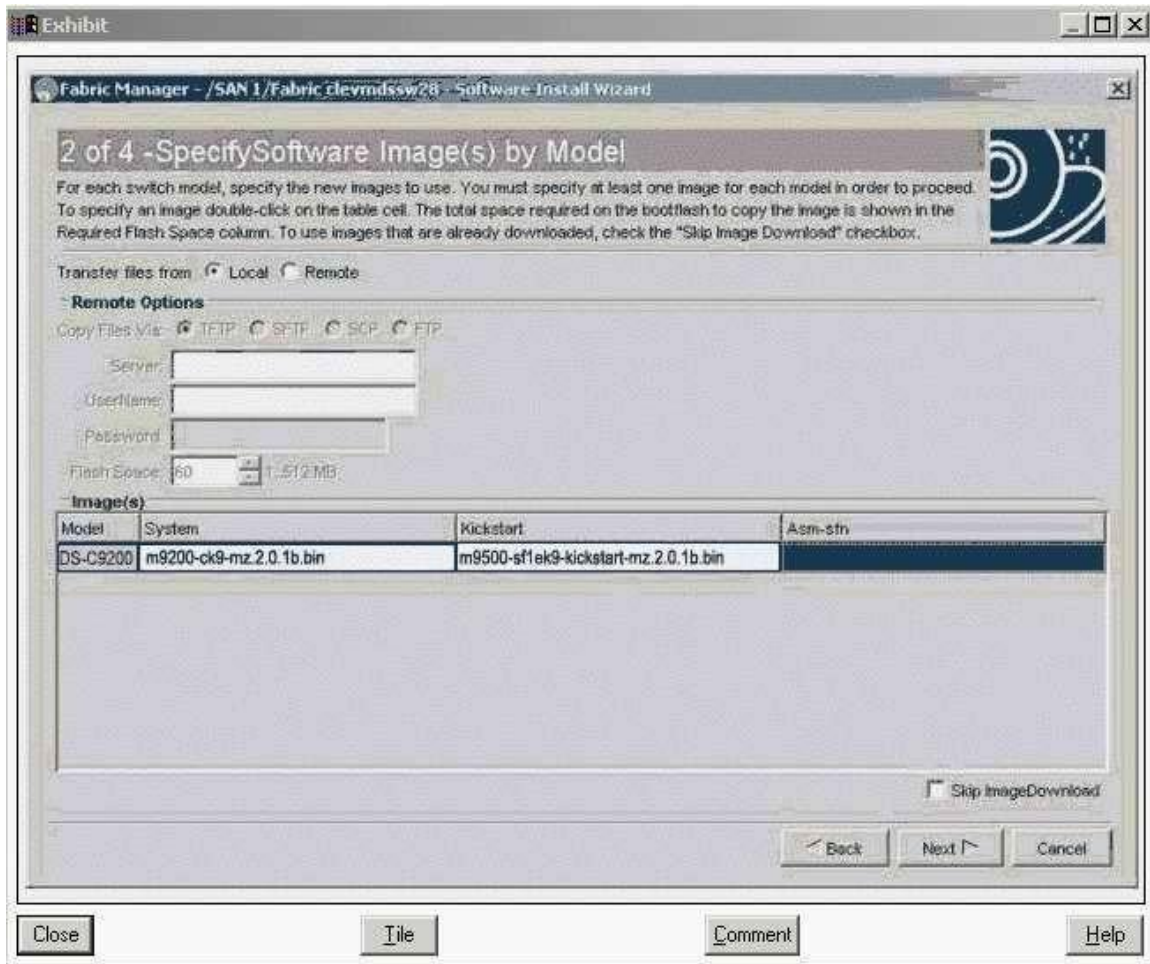 Exhibit
Fabric Manager - /SAN 1/Fabric clevmdssw28 - Software Install Wizard
2 of 4 -SpecifySoftware Image(s) by Model
For each switch model, specify the new images to use. You must specify at least one image for each model in order to proceed.
To specify an image double-click on the table cell. The total space required on the bootflash to copy the image is shown in the
Required Flash Space column. To use images that are already downloaded, check the "Skip Image Download" checkbox.
Transfer files from Local Remote
Remote Options
Copy Files Via: TFTP SFTP SCP FTP
Server:
UserName:
Password
Flash Space: 60 1..512 MB
Image(s)
Model System Kickstart Asm-sfn
DS-C9200 m9200-ck9-mz.2.0.1b.bin m9500-sf1ek9-kickstart-mz.2.0.1b.bin
Skip ImageDownload
Back Next Cancel
Close Tile Comment Help